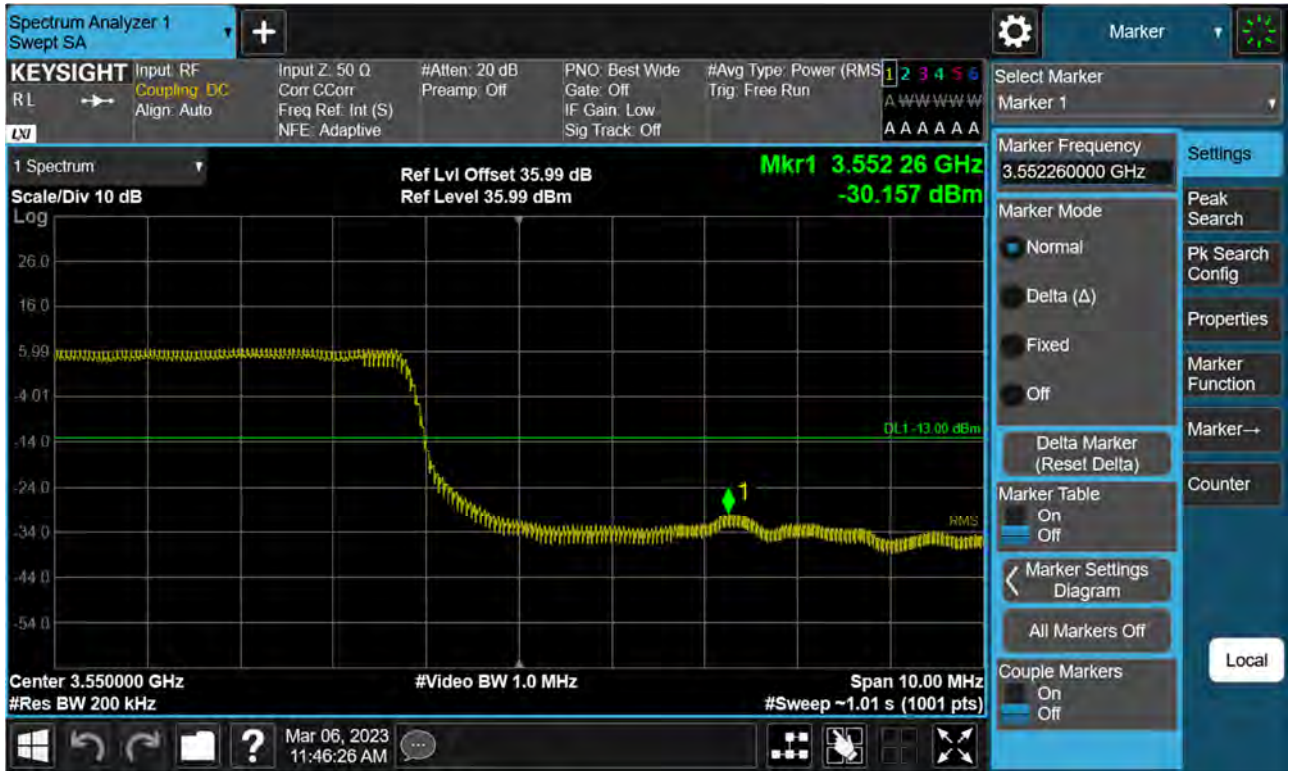 Spectrum Analyzer 1
Swept SA
+
Marker
KEYSIGHT
RL
LXI
Input: RF
Coupling: DC
Align: Auto
Input Z: 50 Ω
Corr CCorr
Freq Ref: Int (S)
NFE: Adaptive
#Atten: 20 dB
Preamp: Off
PNO: Best Wide
Gate: Off
IF Gain: Low
Sig Track: Off
#Avg Type: Power (RMS
Trig: Free Run
1 2 3 4 5 6
A W W W W W
A A A A A A
Select Marker
Marker 1
1 Spectrum
Scale/Div 10 dB
Log
Ref Lvl Offset 35.99 dB
Ref Level 35.99 dBm
Mkr1 3.552 26 GHz
-30.157 dBm
26.0
16.0
5.99
-4.01
-14.0
-24.0
-34.0
-44.0
-54.0
DL1 -13.00 dBm
1
RMS
Center 3.550000 GHz
#Res BW 200 kHz
#Video BW 1.0 MHz
Span 10.00 MHz
#Sweep ~1.01 s (1001 pts)
Marker Frequency
3.552260000 GHz
Marker Mode
Normal
Delta (Δ)
Fixed
Off
Delta Marker
(Reset Delta)
Marker Table
On
Off
Marker Settings
Diagram
All Markers Off
Couple Markers
On
Off
Settings
Peak
Search
Pk Search
Config
Properties
Marker
Function
Marker→
Counter
Local
?
Mar 06, 2023
11:46:26 AM